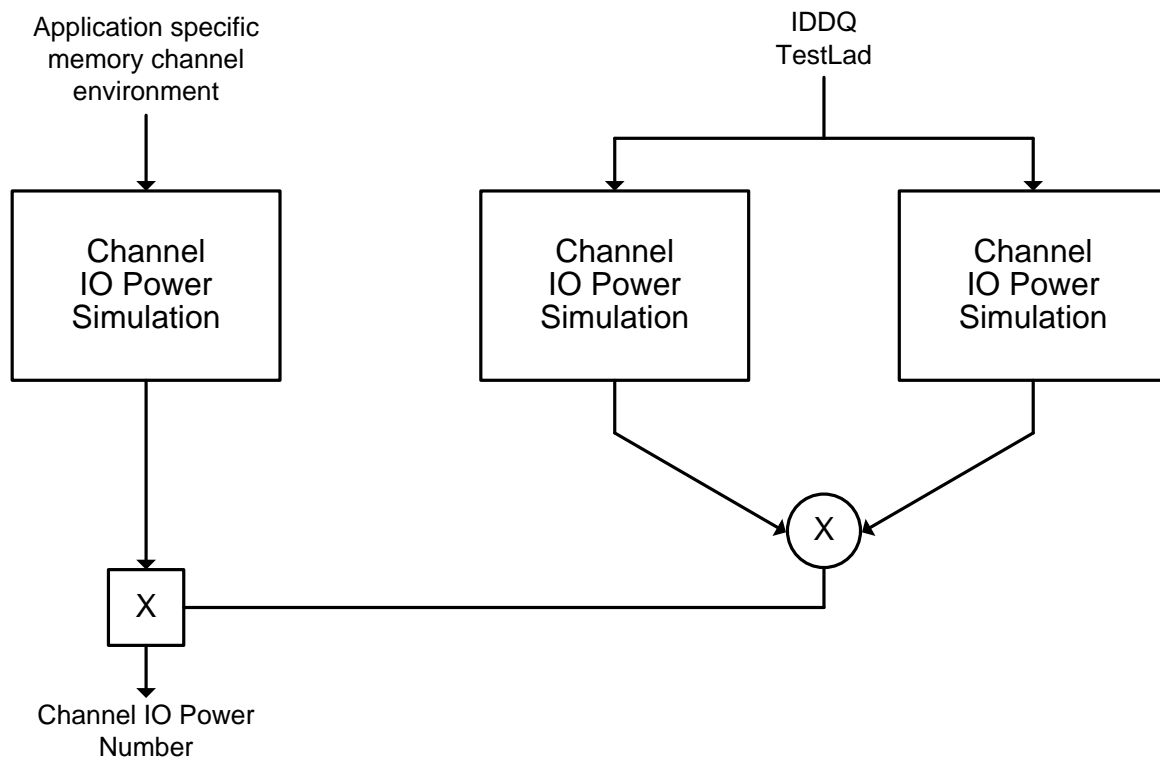 Application specific
memory channel
environment
IDDQ
TestLad
Channel
IO Power
Simulation
Channel
IO Power
Simulation
Channel
IO Power
Simulation
X
X
Channel IO Power
Number